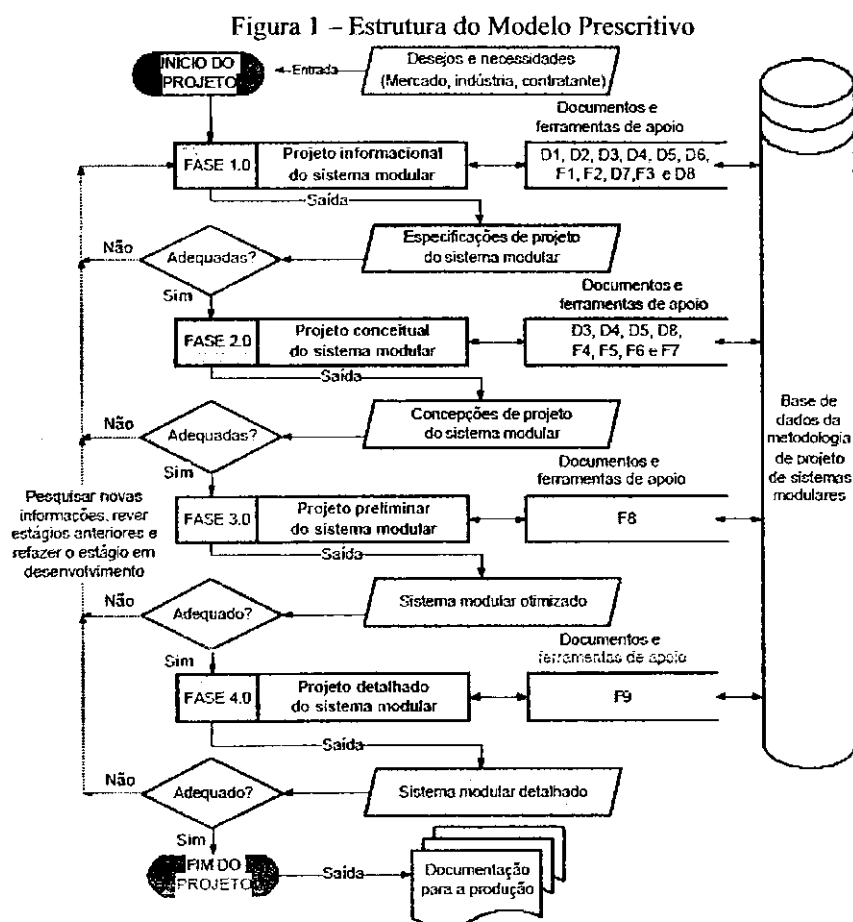 Figura 1 – Estrutura do Modelo Prescritivo
INÍCIO DO
PROJETO
Entrada
Desejos e necessidades
(Mercado, indústria, contratante)
Documentos e
ferramentas de apoio
FASE 1.0
Projeto informacional
do sistema modular
D1, D2, D3, D4, D5, D6,
F1, F2, D7,F3 e D8
Saída
Não
Adequadas?
Especificações de projeto
do sistema modular
Sim
Documentos e
ferramentas de apoio
FASE 2.0
Projeto conceitual
do sistema modular
D3, D4, D5, D8,
F4, F5, F6 e F7
Saída
Não
Adequadas?
Concepções de projeto
do sistema modular
Base de
dados da
metodologia
de projeto
de sistemas
modulares
Sim
Documentos e
ferramentas de apoio
Pesquisar novas
informações, rever
estágios anteriores e
refazer o estágio em
desenvolvimento
FASE 3.0
Projeto preliminar
do sistema modular
F8
Saída
Não
Adequado?
Sistema modular otimizado
Sim
Documentos e
ferramentas de apoio
FASE 4.0
Projeto detalhado
do sistema modular
F9
Saída
Não
Adequado?
Sistema modular detalhado
Sim
FIM DO
PROJETO
Saída
Documentação
para a produção